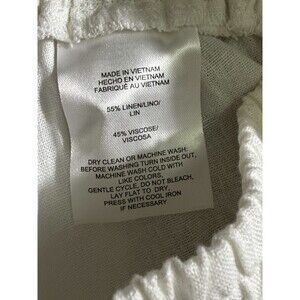 MADE IN VIETNAM
HECHO EN VIETNAM
FABRIQUÉ AU VIETNAM
55% LINEN/LINO/
LIN
45% VISCOSE/
VISCOSA
DRY CLEAN OR MACHINE WASH:
BEFORE WASHING TURN INSIDE OUT,
MACHINE WASH COLD WITH
LIKE COLORS,
GENTLE CYCLE, DO NOT BLEACH,
LAY FLAT TO DRY,
PRESS WITH COOL IRON
IF NECESSARY